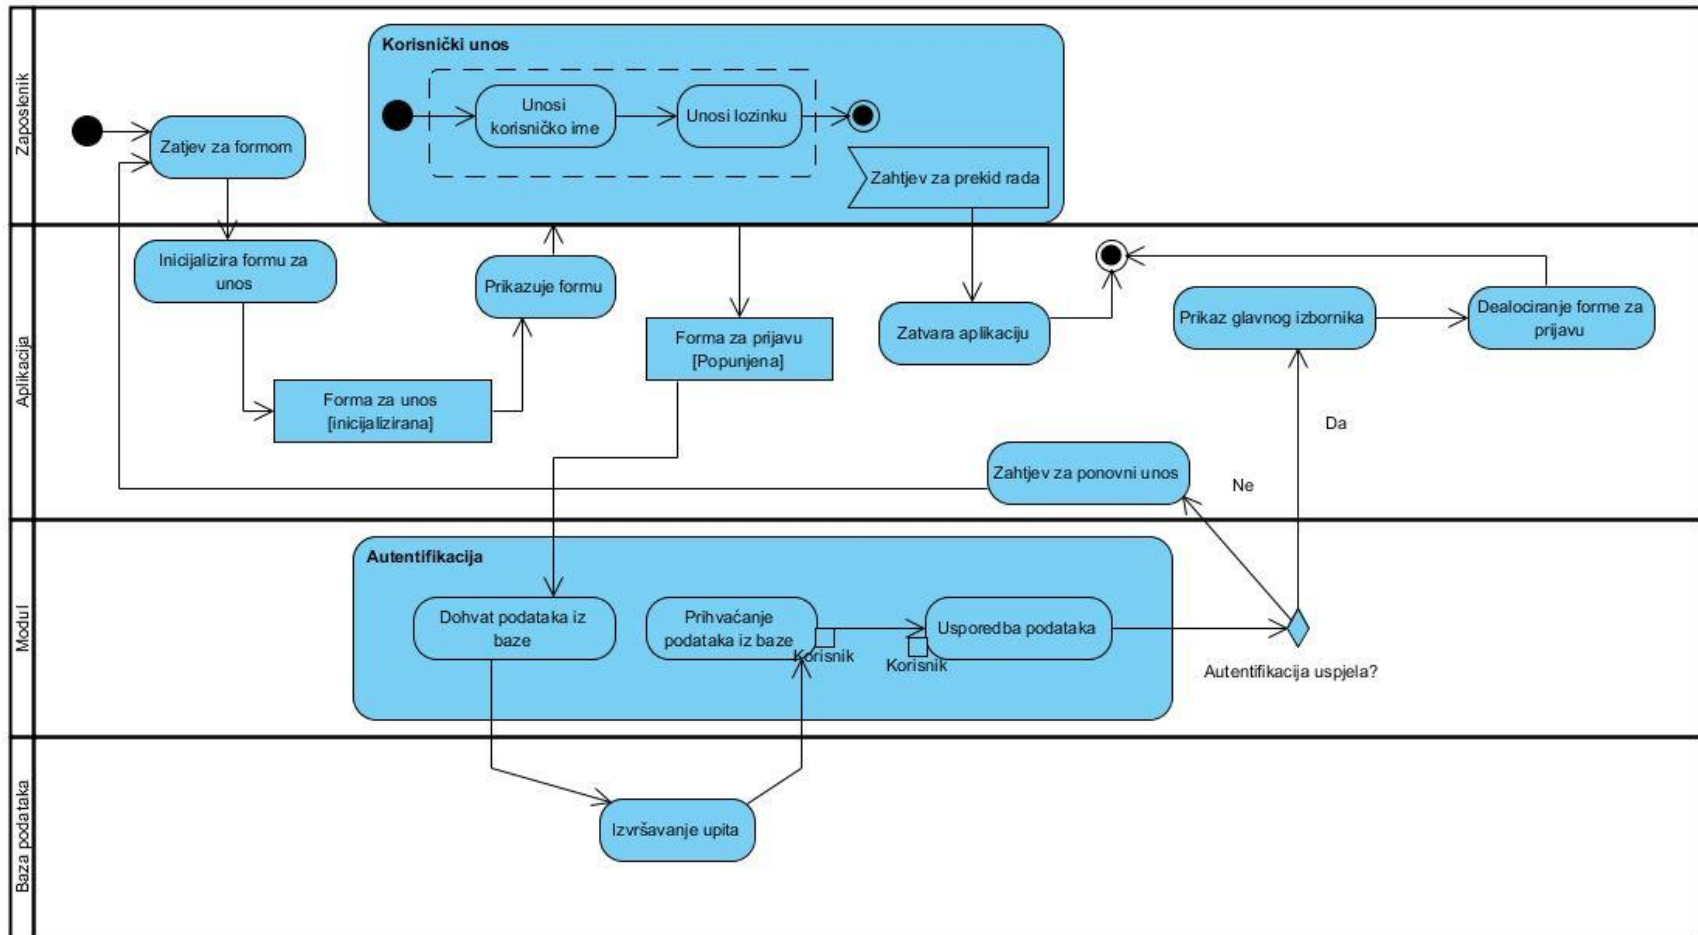 Zaposlenik
Korisnički unos
Unosi
korisničko ime
Unosi lozinku
Zatjev za formom
Zahtjev za prekid rada
Aplikacija
Inicijalizira formu za
unos
Prikazuje formu
Forma za prijavu
[Popunjena]
Zatvara aplikaciju
Prikaz glavnog izbornika
Dealociranje forme za
prijavu
Forma za unos
[inicijalizirana]
Da
Zahtjev za ponovni unos
Ne
Modul
Autentifikacija
Dohvat podataka iz
baze
Prihvaćanje
podataka iz baze
Korisnik
Korisnik
Usporedba podataka
Autentifikacija uspjela?
Baza podataka
Izvršavanje upita